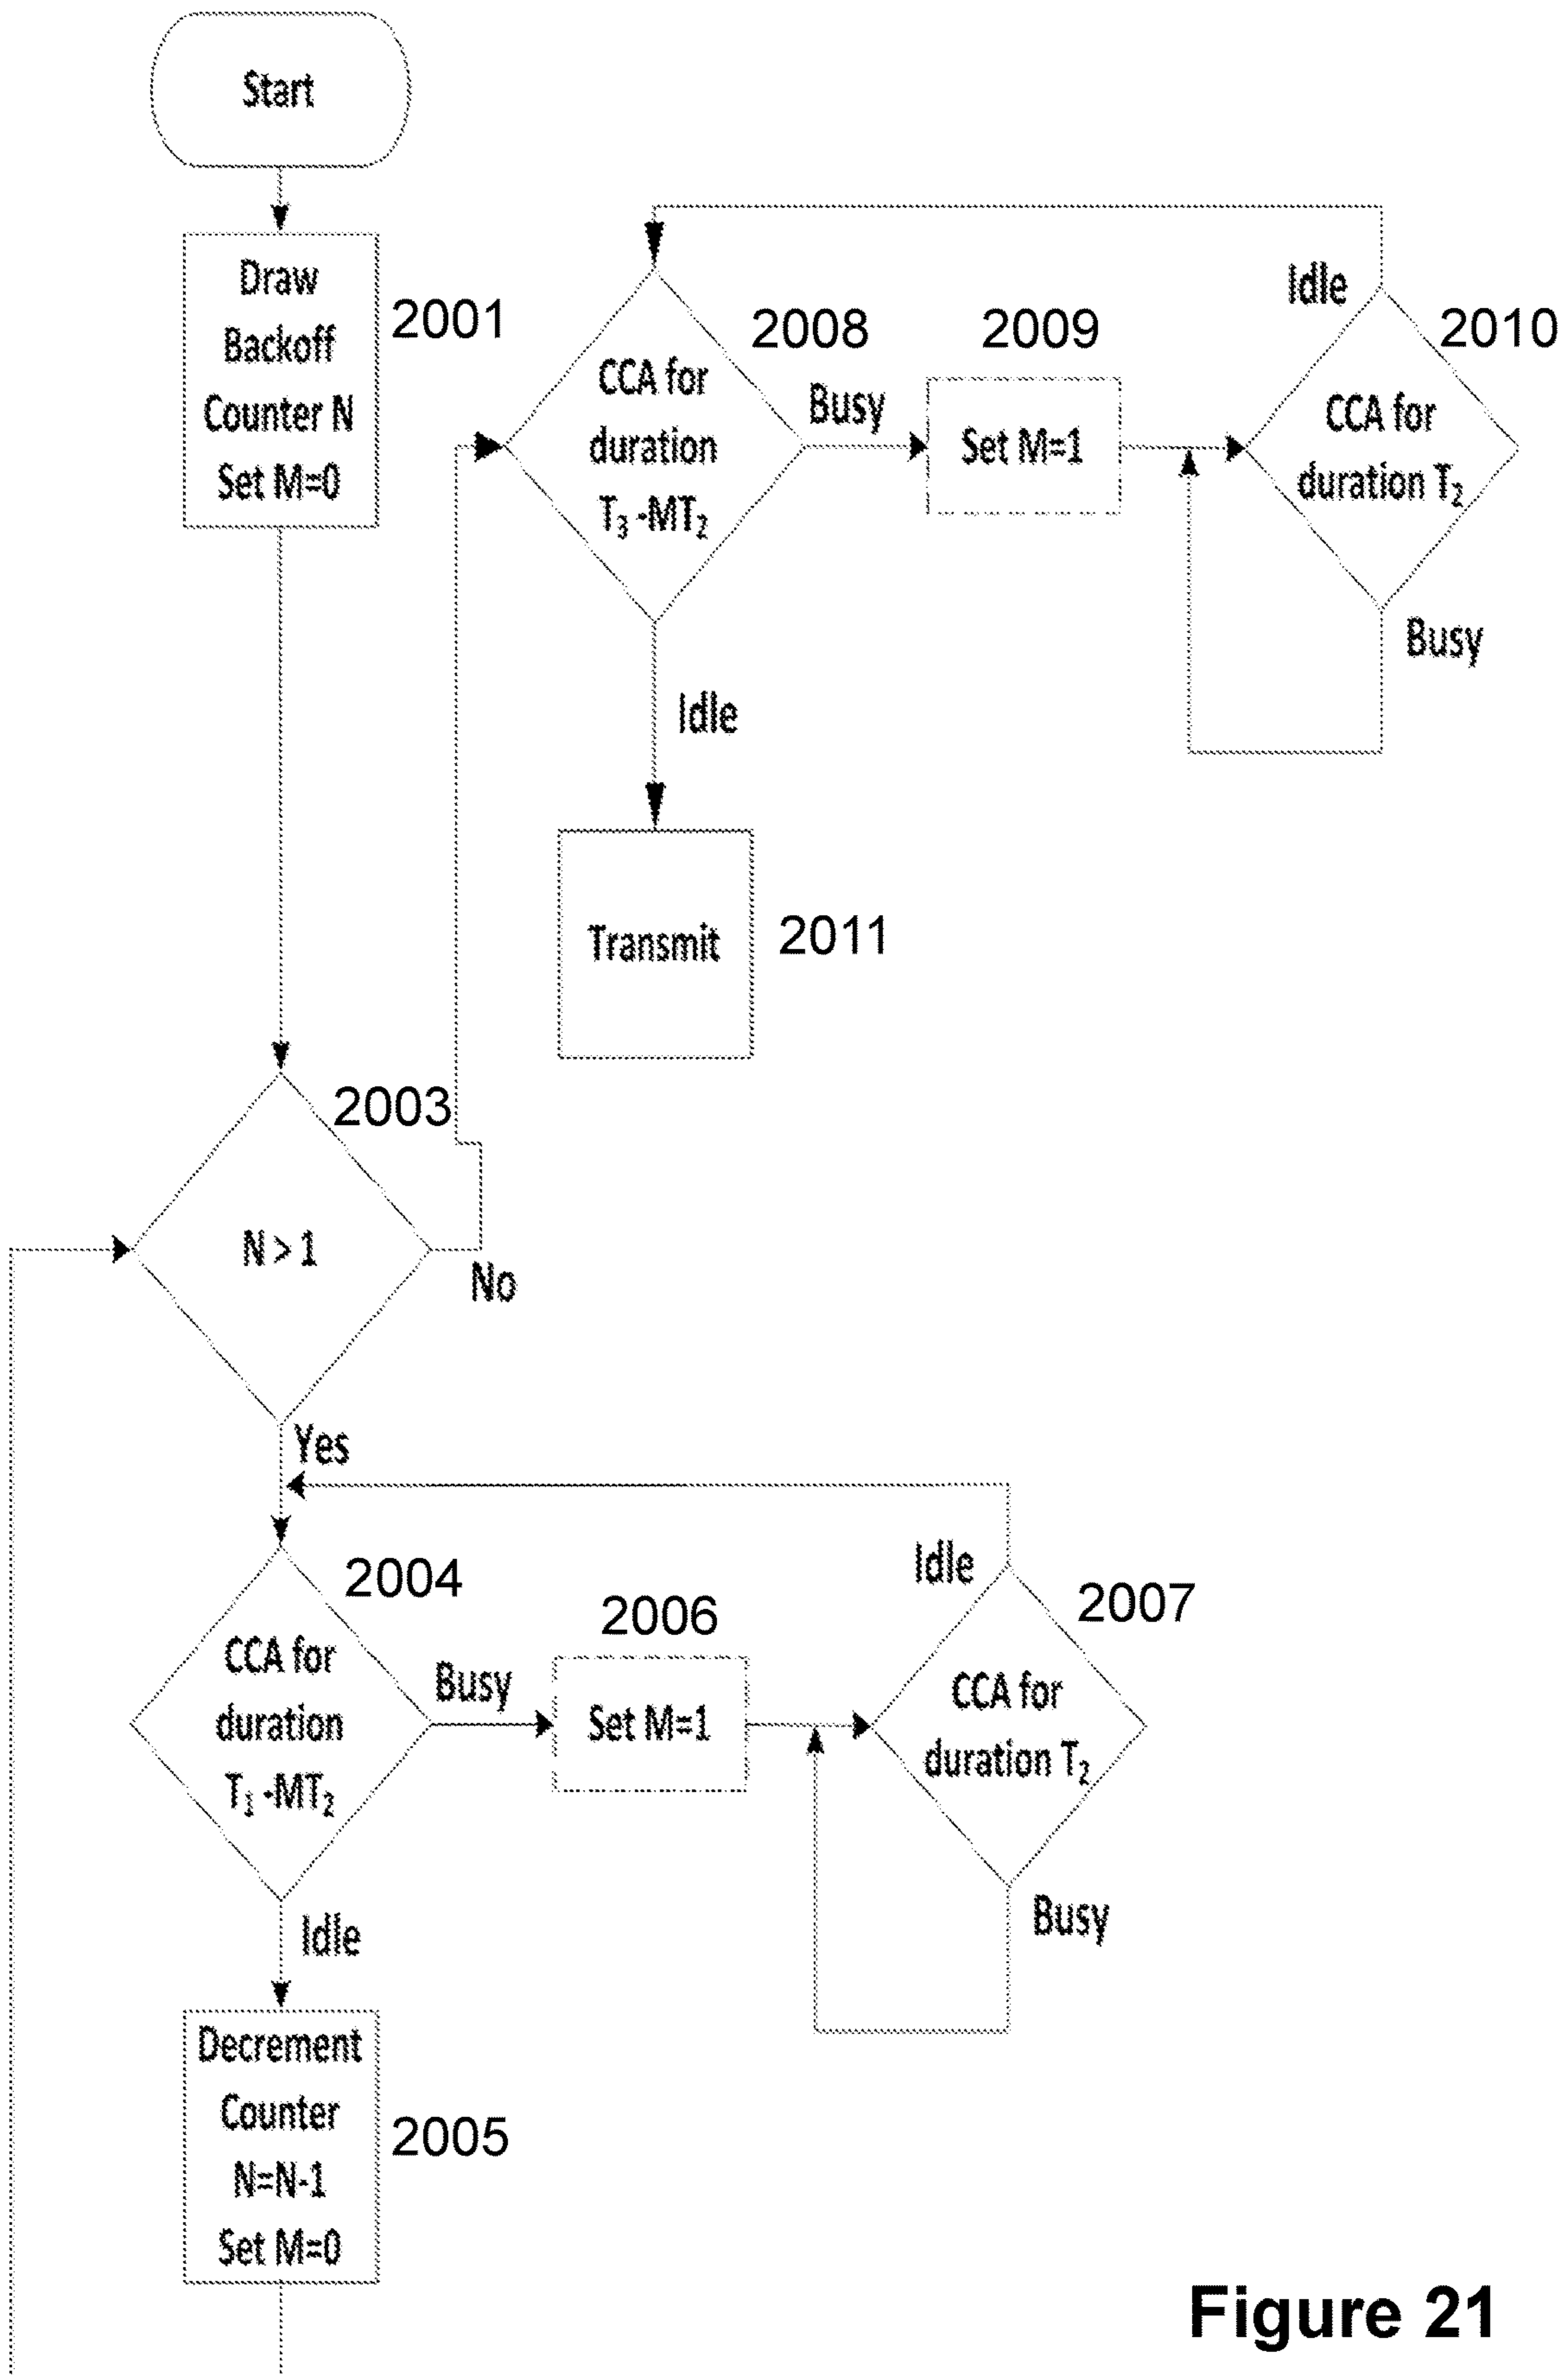 Start
Draw
Backoff
Counter N
Set M=0
2001
CCA for
duration
T₃ -MT₂
2008
Busy
2009
Set M=1
Idle
2010
CCA for
duration T₂
Busy
Idle
Transmit
2011
2003
N > 1
No
Yes
2004
CCA for
duration
T₁ -MT₂
Busy
2006
Set M=1
Idle
2007
CCA for
duration T₂
Busy
Idle
Decrement
Counter
N=N-1
Set M=0
2005
Figure 21